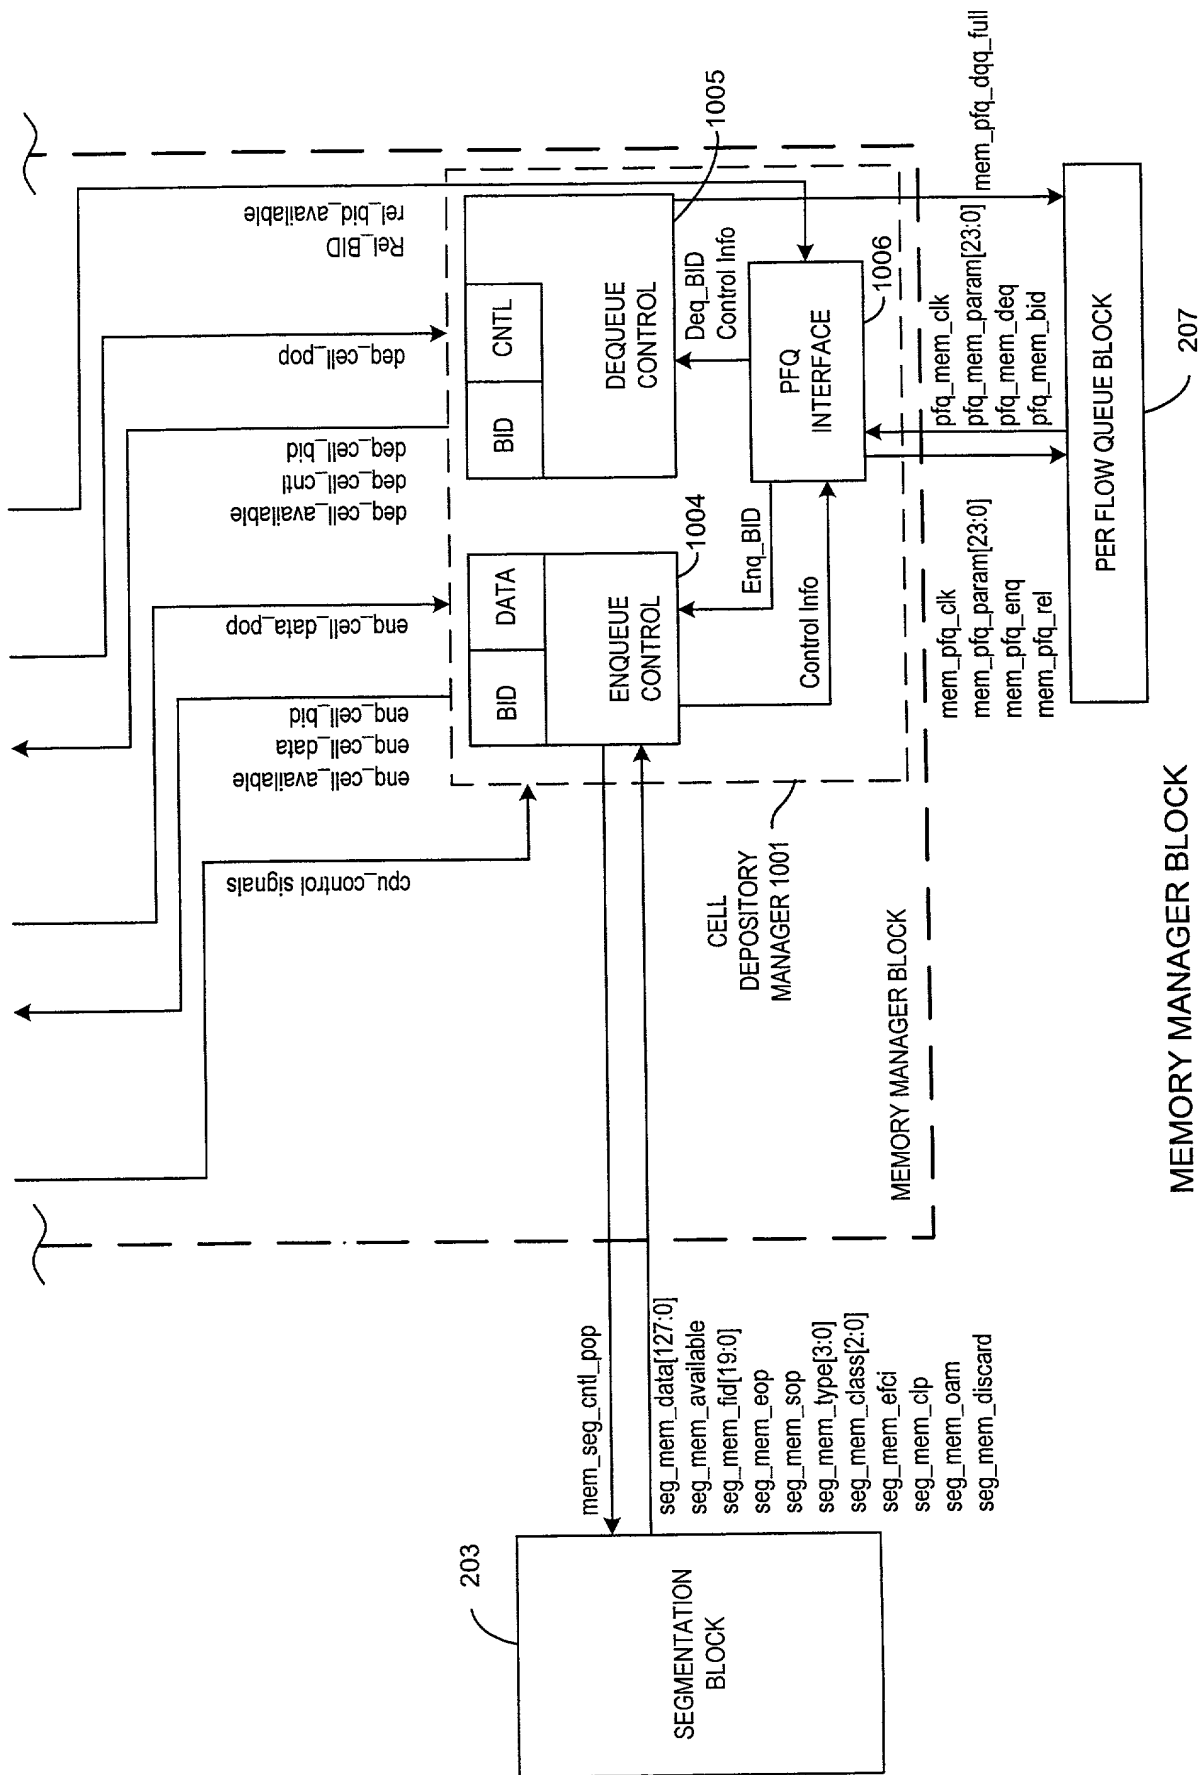 cpu_control signals
enq_cell_available
enq_cell_data
enq_cell_bid
enq_cell_data_pop
deq_cell_available
deq_cell_cntl
deq_cell_bid
deq_cell_pop
Rel_BID
rel_bid_available
BID
DATA
ENQUEUE
CONTROL
1004
BID
CNTL
DEQUEUE
CONTROL
1005
Enq_BID
Control Info
Deq_BID
Control Info
PFQ
INTERFACE
1006
CELL
DEPOSITORY
MANAGER 1001
MEMORY MANAGER BLOCK
mem_seg_cntl_pop
seg_mem_data[127:0]
seg_mem_available
seg_mem_fid[19:0]
seg_mem_eop
seg_mem_sop
seg_mem_type[3:0]
seg_mem_class[2:0]
seg_mem_efci
seg_mem_clp
seg_mem_oam
seg_mem_discard
203
SEGMENTATION
BLOCK
mem_pfq_clk
mem_pfq_param[23:0]
mem_pfq_enq
mem_pfq_rel
pfq_mem_clk
pfq_mem_param[23:0]
pfq_mem_deq
pfq_mem_bid
mem_pfq_dqq_full
PER FLOW QUEUE BLOCK
207
MEMORY MANAGER BLOCK